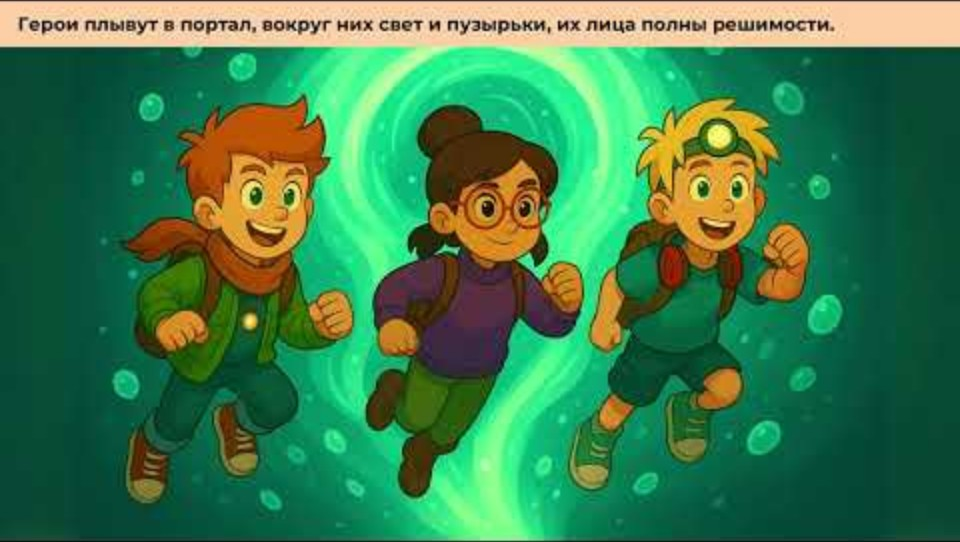 Герои плывут в портал, вокруг них свет и пузырьки, их лица полны решимости.